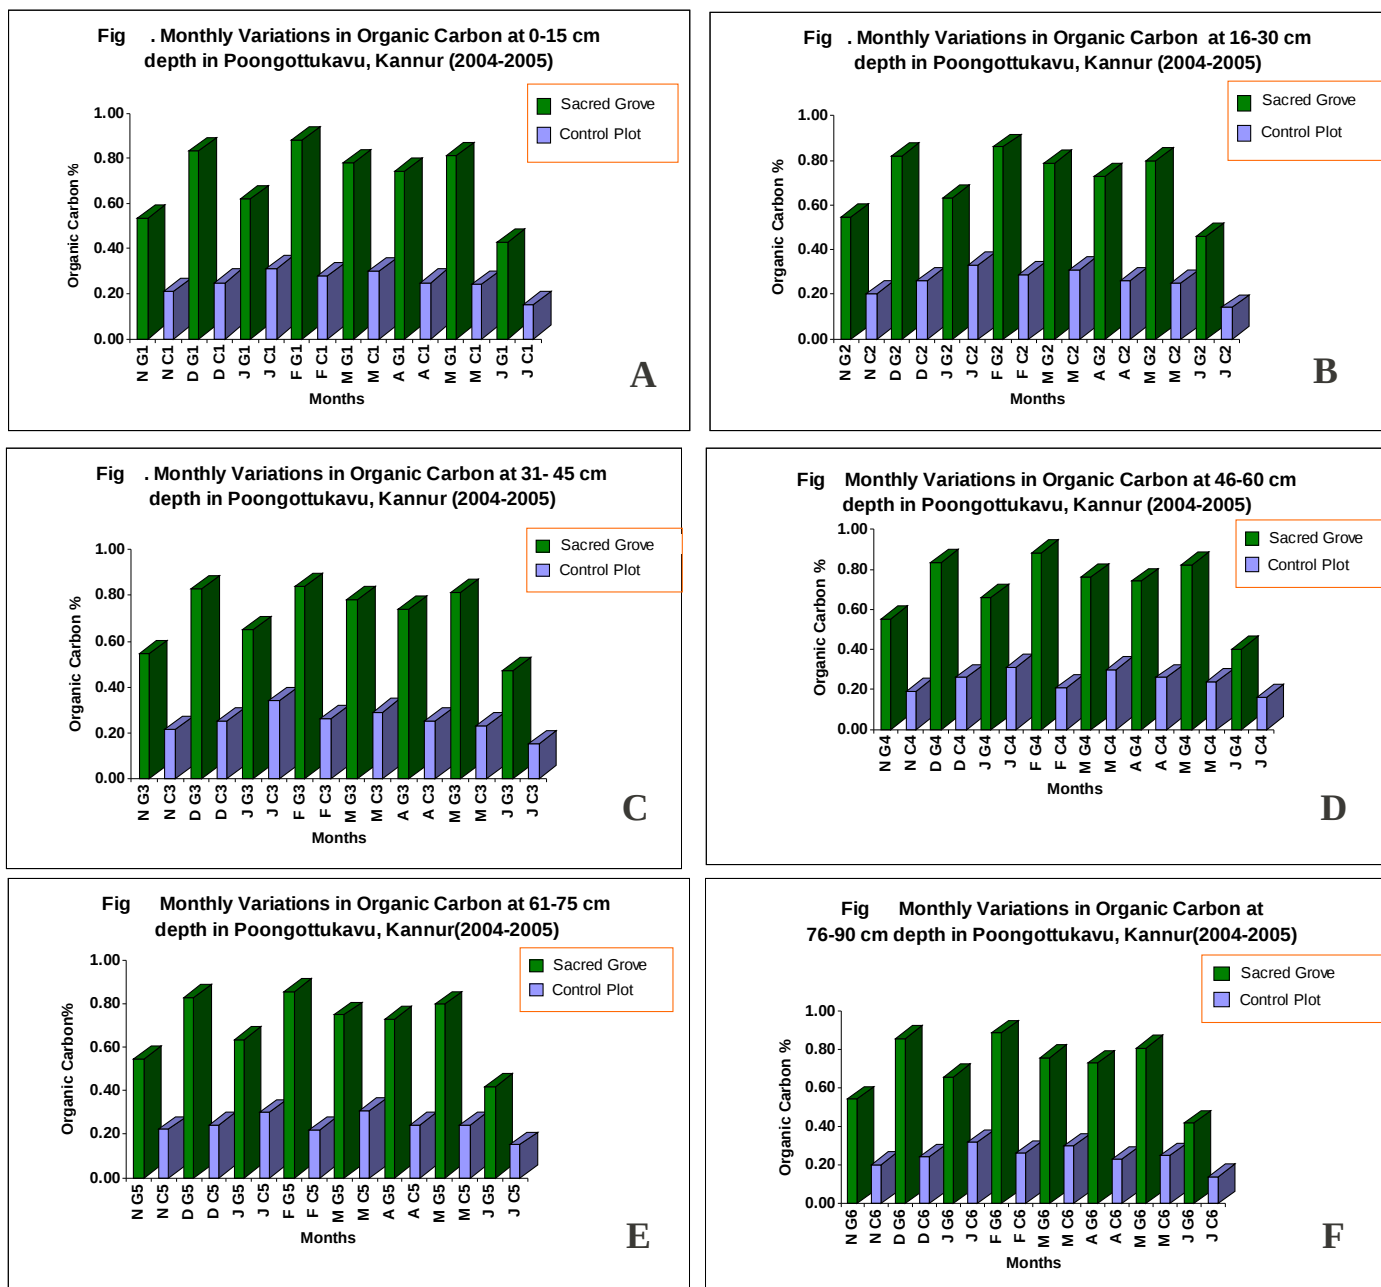 Fig . Monthly Variations in Organic Carbon at 0-15 cm
depth in Poongottukavu, Kannur (2004-2005)
Sacred Grove
Control Plot
1.00
0.80
0.60
0.40
0.20
0.00
Organic Carbon %
N G1
N C1
D G1
D C1
J G1
J C1
F G1
F C1
M G1
M C1
A G1
A C1
M G1
M C1
J G1
J C1
Months
A
Fig . Monthly Variations in Organic Carbon at 16-30 cm
depth in Poongottukavu, Kannur (2004-2005)
Sacred Grove
Control Plot
1.00
0.80
0.60
0.40
0.20
0.00
Organic Carbon %
N G2
N C2
D G2
D C2
J G2
J C2
F G2
F C2
M G2
M C2
A G2
A C2
M G2
M C2
J G2
J C2
Months
B
Fig . Monthly Variations in Organic Carbon at 31- 45 cm
depth in Poongottukavu, Kannur (2004-2005)
Sacred Grove
Control Plot
1.00
0.80
0.60
0.40
0.20
0.00
Organic Carbon %
N G3
N C3
D G3
D C3
J G3
J C3
F G3
F C3
M G3
M C3
A G3
A C3
M G3
M C3
J G3
J C3
Months
C
Fig Monthly Variations in Organic Carbon at 46-60 cm
depth in Poongottukavu, Kannur (2004-2005)
Sacred Grove
Control Plot
1.00
0.80
0.60
0.40
0.20
0.00
Organic Carbon %
N G4
N C4
D G4
D C4
J G4
J C4
F G4
F C4
M G4
M C4
A G4
A C4
M G4
M C4
J G4
J C4
Months
D
Fig Monthly Variations in Organic Carbon at 61-75 cm
depth in Poongottukavu, Kannur(2004-2005)
Sacred Grove
Control Plot
1.00
0.80
0.60
0.40
0.20
0.00
Organic Carbon%
N G5
N C5
D G5
D C5
J G5
J C5
F G5
F C5
M G5
M C5
A G5
A C5
M G5
M C5
J G5
J C5
Months
E
Fig Monthly Variations in Organic Carbon at
76-90 cm depth in Poongottukavu, Kannur(2004-2005)
Sacred Grove
Control Plot
1.00
0.80
0.60
0.40
0.20
0.00
Organic Carbon %
N G6
N C6
D G6
D C6
J G6
J C6
F G6
F C6
M G6
M C6
A G6
A C6
M G6
M C6
J G6
J C6
Months
F